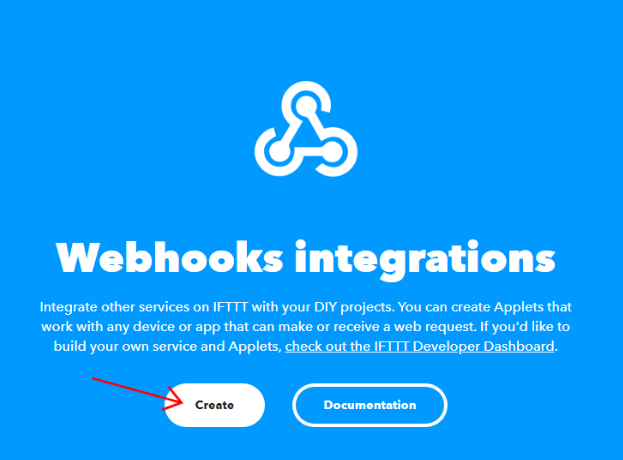 Webhooks integrations
Integrate other services on IFTTT with your DIY projects. You can create Applets that
work with any device or app that can make or receive a web request. If you'd like to
build your own service and Applets, check out the IFTTT Developer Dashboard.
Create
Documentation